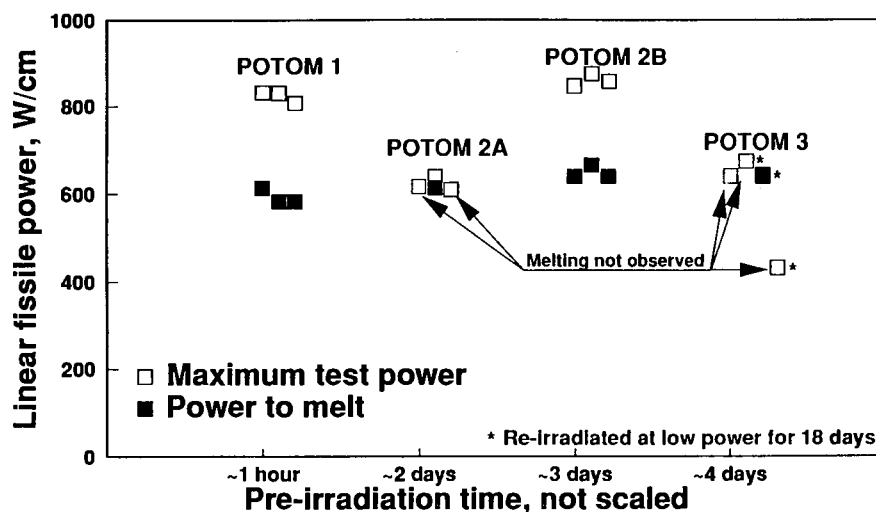 Linear fissile power, W/cm
1000
800
600
400
200
0
POTOM 1
POTOM 2A
POTOM 2B
POTOM 3
*
*
Melting not observed
*
Maximum test power
Power to melt
* Re-irradiated at low power for 18 days
~1 hour
~2 days
~3 days
~4 days
Pre-irradiation time, not scaled